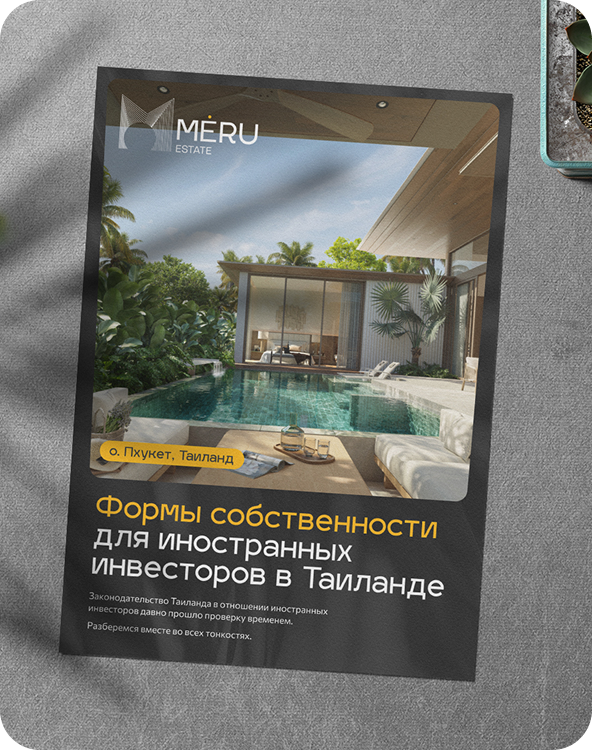 MĖRU
ESTATE
о. Пхукет, Таиланд
Формы собственности
для иностранных
инвесторов в Таиланде
Законодательство Таиланда в отношении иностранных
инвесторов давно прошло проверку временем.
Разберемся вместе во всех тонкостях.